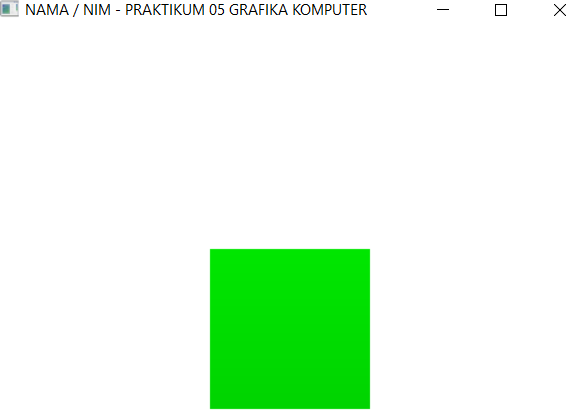 NAMA / NIM - PRAKTIKUM 05 GRAFIKA KOMPUTER